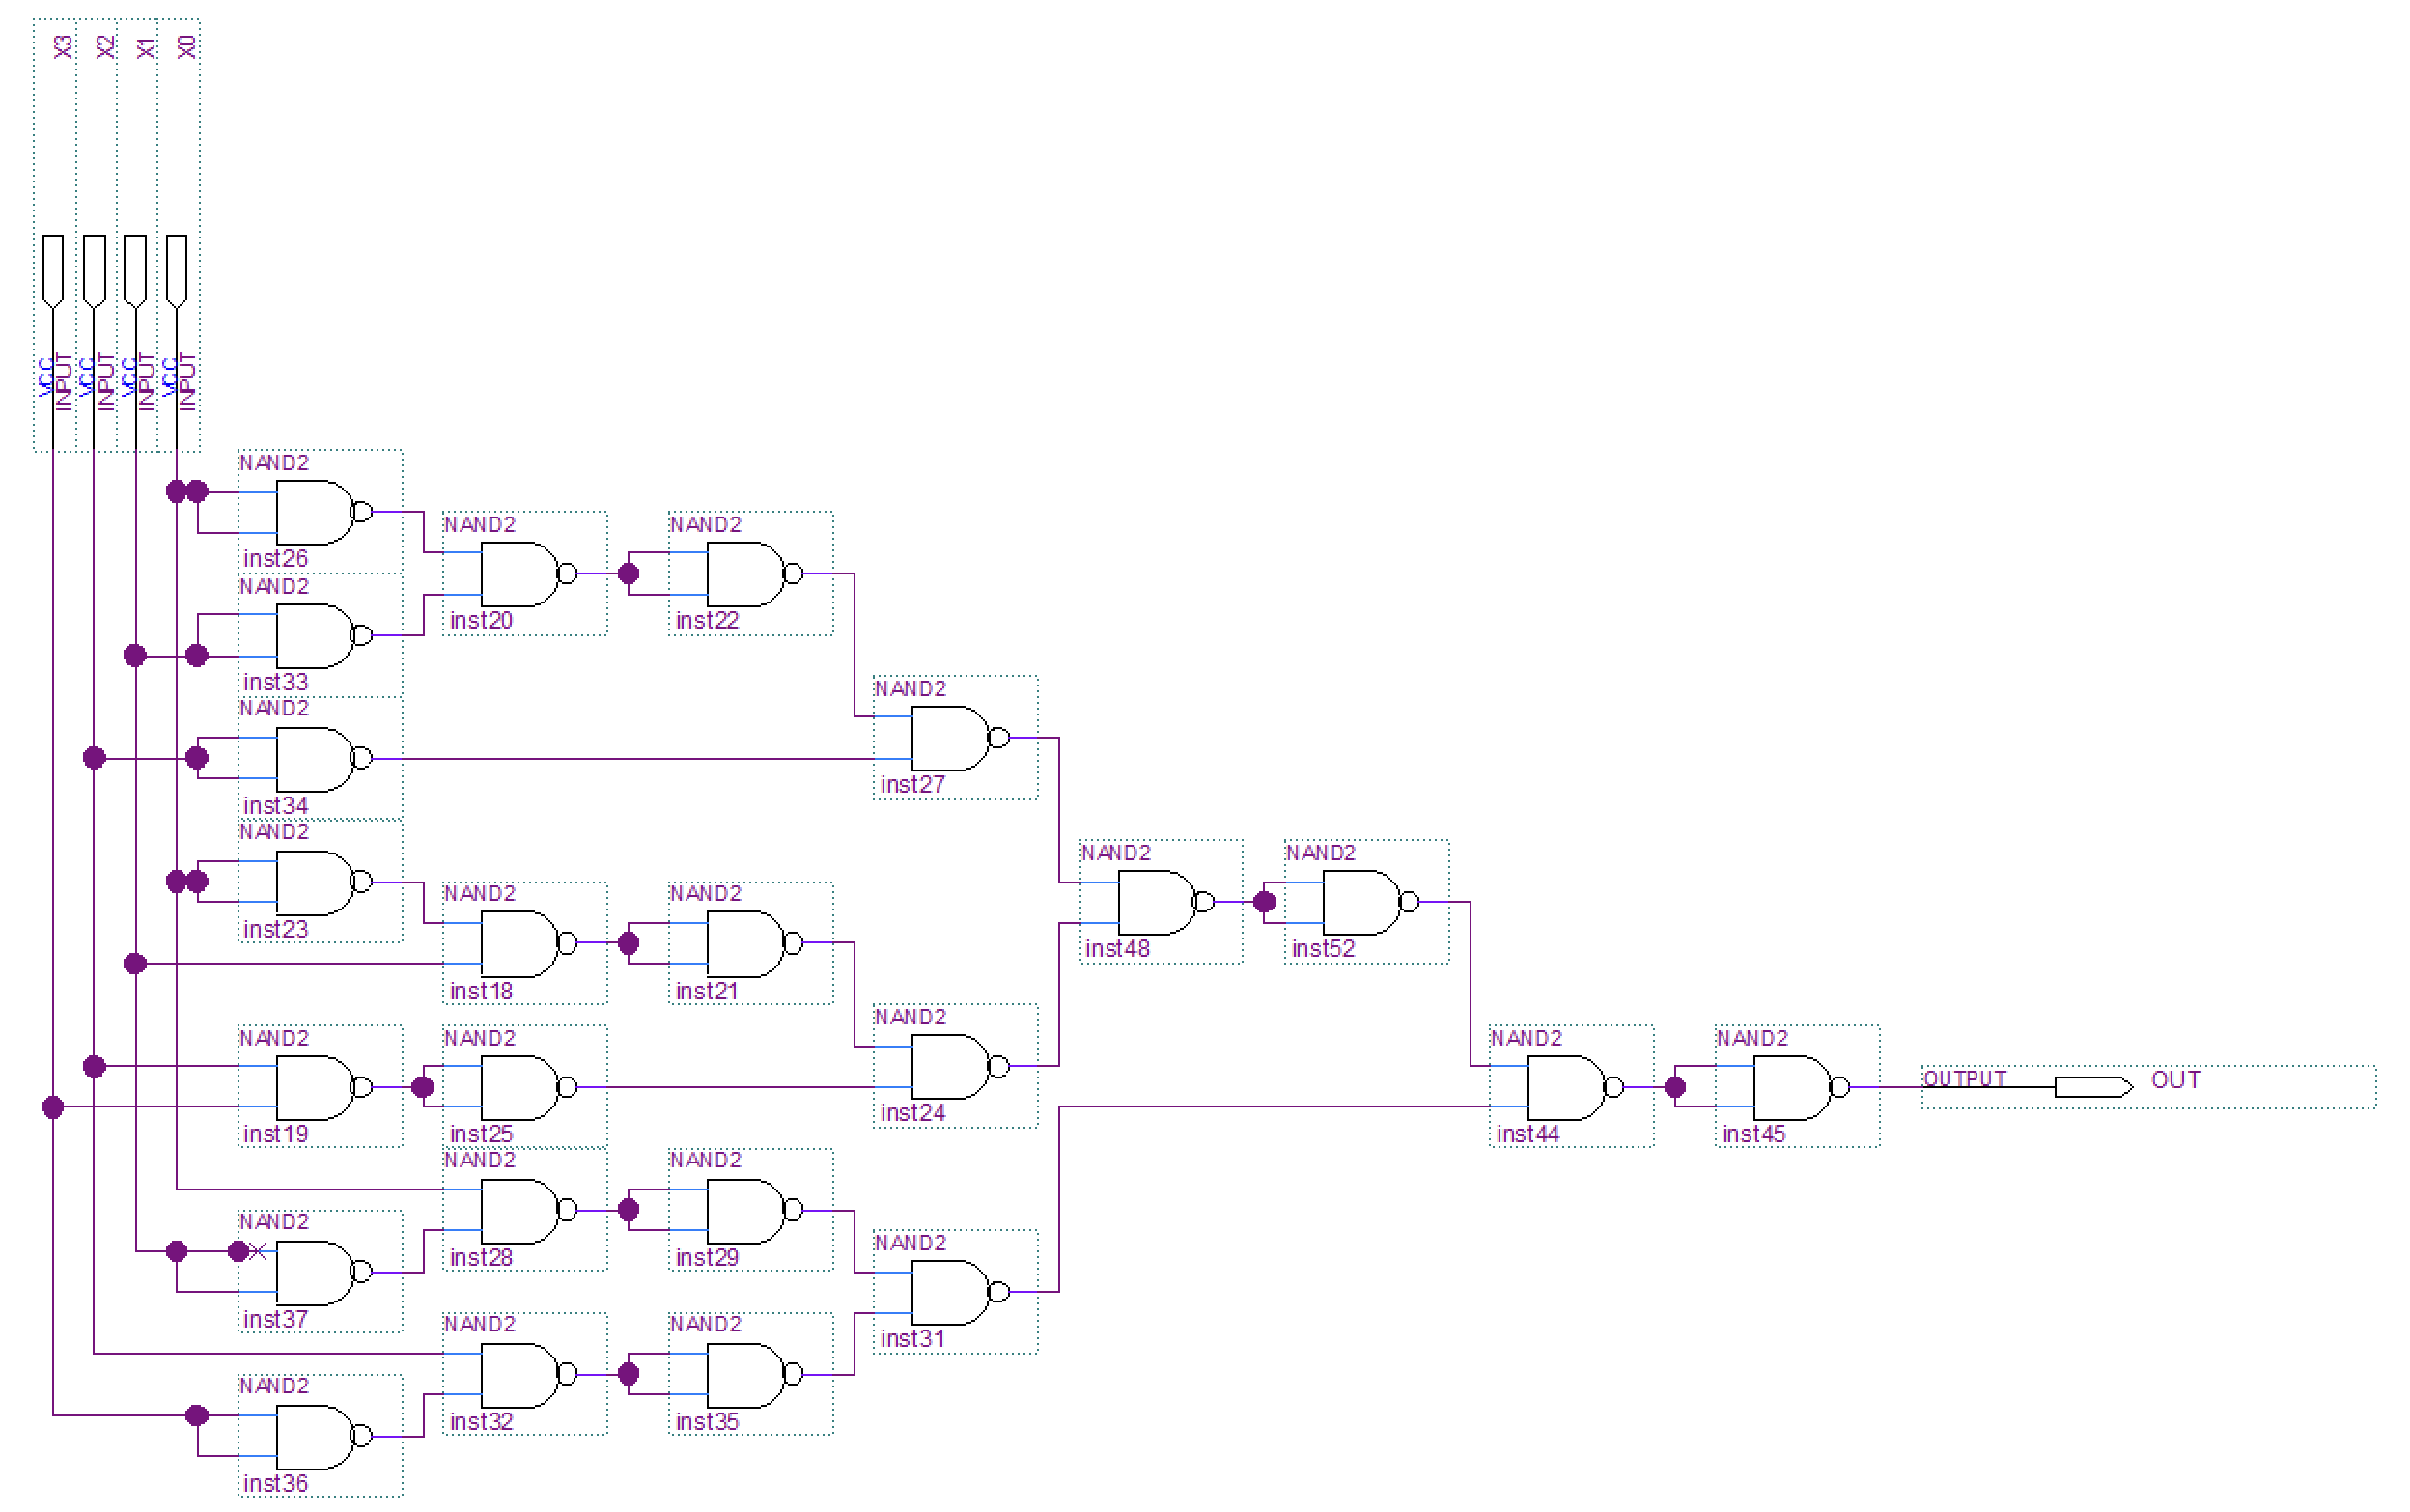 X3
X2
X1
X0
VCC
INPUT
VCC
INPUT
VCC
INPUT
VCC
INPUT
NAND2
inst26
NAND2
inst20
NAND2
inst22
NAND2
inst33
NAND2
inst34
NAND2
inst27
NAND2
inst23
NAND2
inst18
NAND2
inst21
NAND2
inst48
NAND2
inst52
NAND2
inst19
NAND2
inst25
NAND2
inst24
NAND2
inst44
NAND2
inst45
OUTPUT
OUT
NAND2
inst28
NAND2
inst29
NAND2
inst37
NAND2
inst31
NAND2
inst32
NAND2
inst35
NAND2
inst36